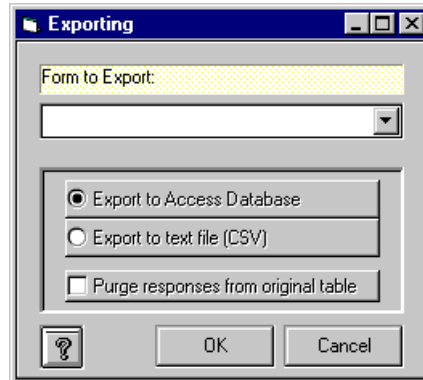 Exporting
Form to Export:
Export to Access Database
Export to text file (CSV)
Purge responses from original table
?
OK
Cancel